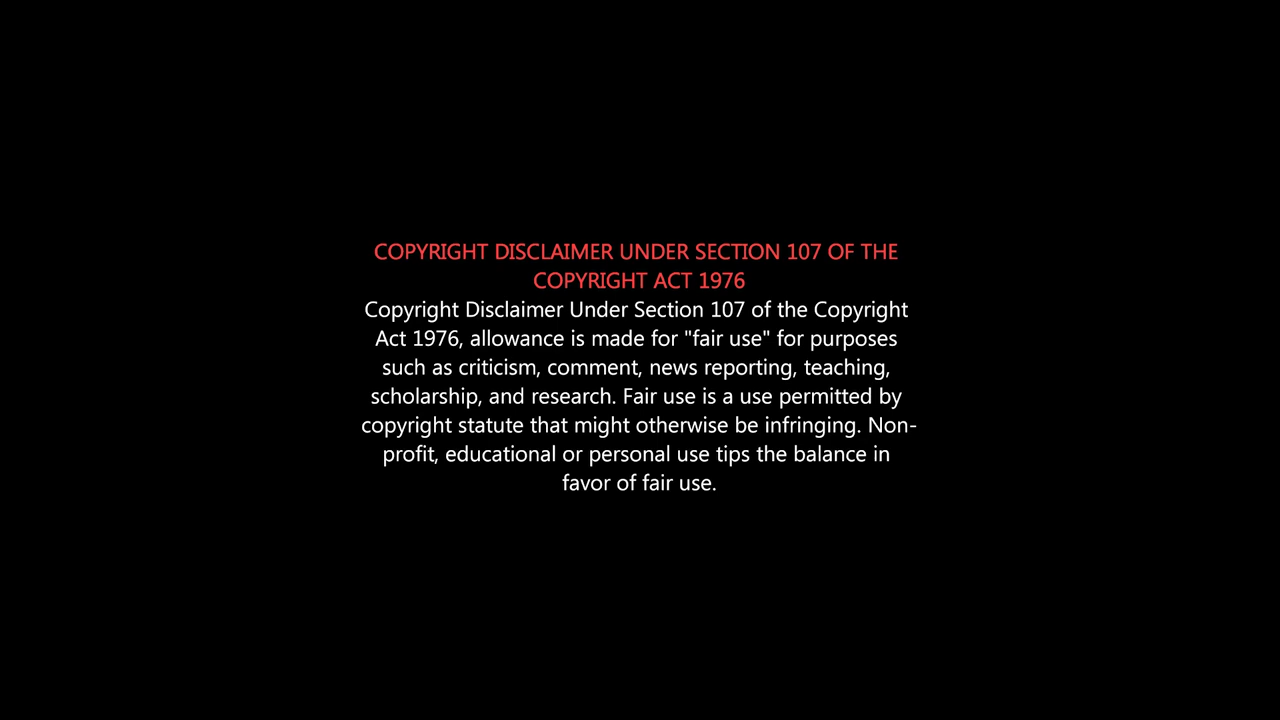 COPYRIGHT DISCLAIMER UNDER SECTION 107 OF THE
COPYRIGHT ACT 1976
Copyright Disclaimer Under Section 107 of the Copyright
Act 1976, allowance is made for "fair use" for purposes
such as criticism, comment, news reporting, teaching,
scholarship, and research. Fair use is a use permitted by
copyright statute that might otherwise be infringing. Non-
profit, educational or personal use tips the balance in
favor of fair use.